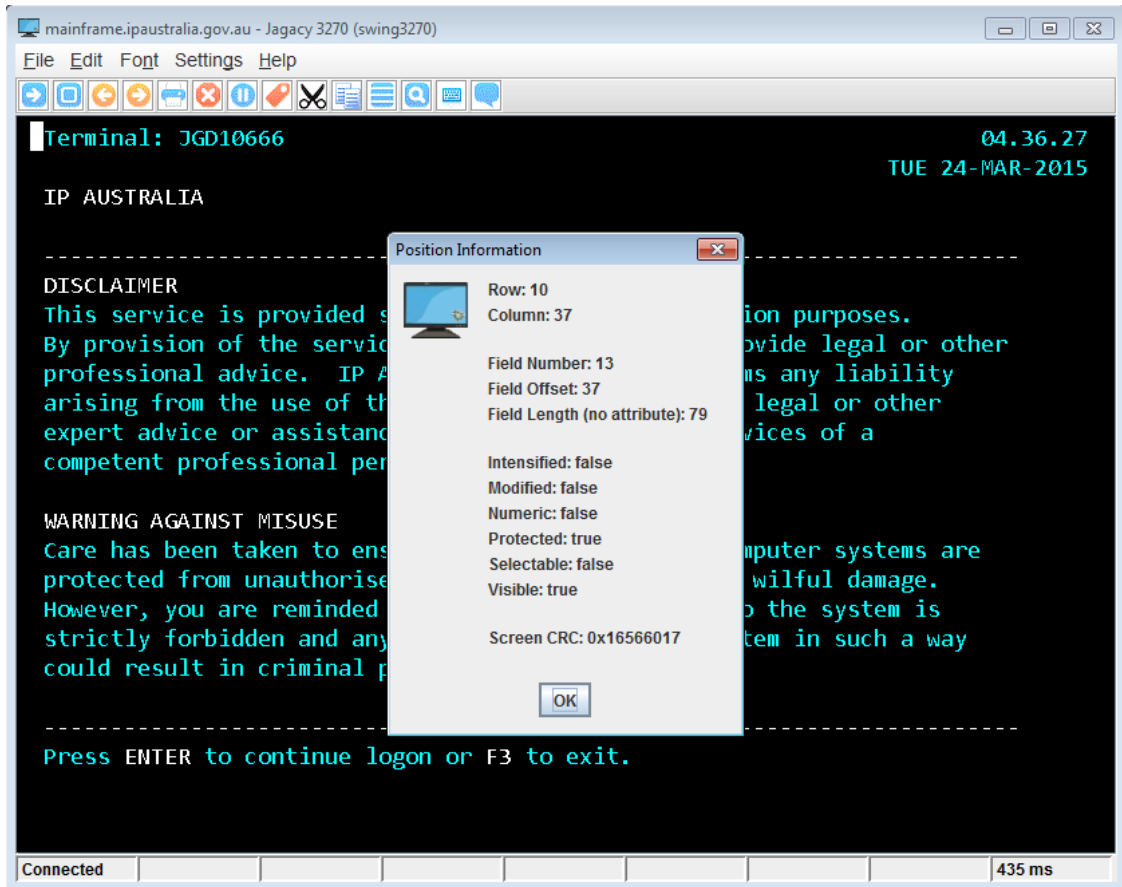 mainframe.ipaustralia.gov.au - Jagacy 3270 (swing3270)
File Edit Font Settings Help
Terminal: JGD10666 04.36.27
TUE 24-MAR-2015
IP AUSTRALIA
Position Information
Row: 10
Column: 37
Field Number: 13
Field Offset: 37
Field Length (no attribute): 79
Intensified: false
Modified: false
Numeric: false
Protected: true
Selectable: false
Visible: true
Screen CRC: 0x16566017
OK
DISCLAIMER
This service is provided ion purposes.
By provision of the servic ovide legal or other
professional advice. IP ms any liability
arising from the use of th legal or other
expert advice or assistanc vices of a
competent professional per
WARNING AGAINST MISUSE
Care has been taken to ens mputer systems are
protected from unauthorise wilful damage.
However, you are reminded o the system is
strictly forbidden and any tem in such a way
could result in criminal p
Press ENTER to continue logon or F3 to exit.
Connected 435 ms